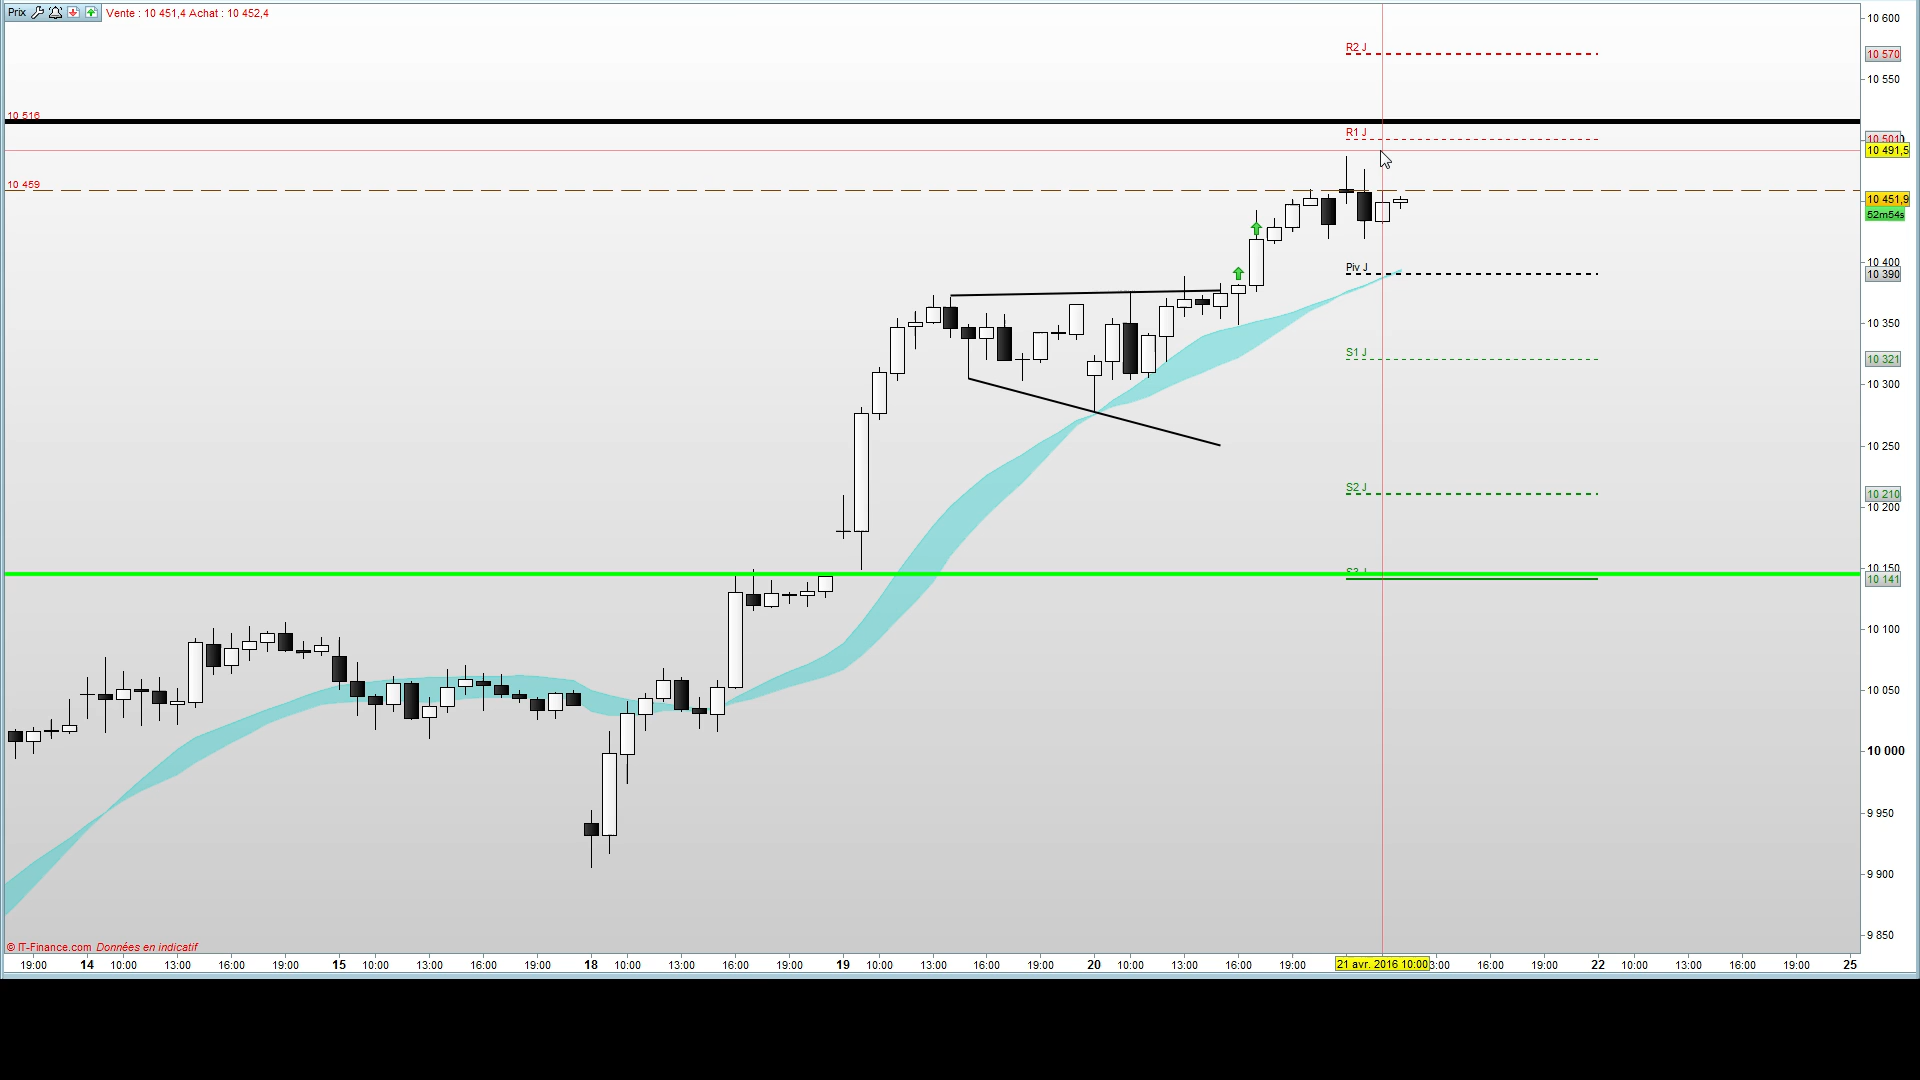 Prix Vente : 10 451,4 Achat : 10 452,4
10 600
R2 J
10 570
10 550
10 516
R1 J
10 501
10 491,5
10 459
10 451,9
52m54s
10 400
Piv J
10 390
10 350
S1 J
10 321
10 300
10 250
S2 J
10 210
10 200
10 150
S3 J
10 141
10 100
10 050
10 000
9 950
9 900
9 850
© IT-Finance.com Données en indicatif
19:00 14 10:00 13:00 16:00 19:00 15 10:00 13:00 16:00 19:00 18 10:00 13:00 16:00 19:00 19 10:00 13:00 16:00 19:00 20 10:00 13:00 16:00 19:00 21 avr. 2016 10:00 3:00 16:00 19:00 22 10:00 13:00 16:00 19:00 25